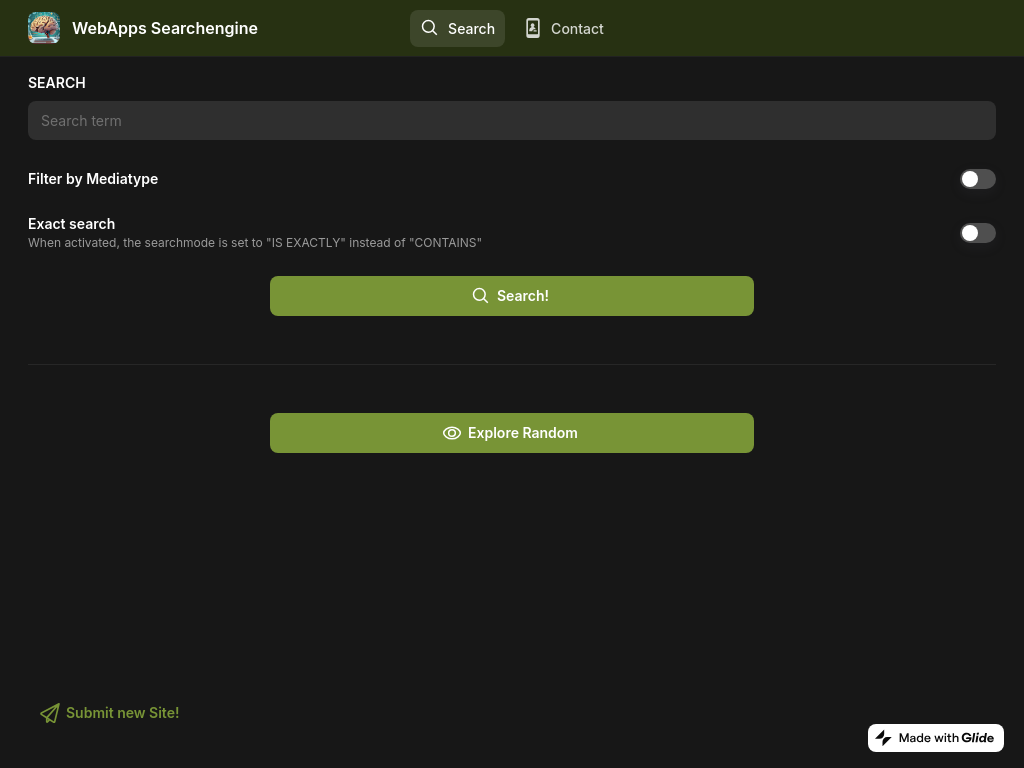 WebApps Searchengine
Search
Contact
SEARCH
Search term
Filter by Mediatype
Exact search
When activated, the searchmode is set to "IS EXACTLY" instead of "CONTAINS"
Search!
Explore Random
Submit new Site!
Made with Glide